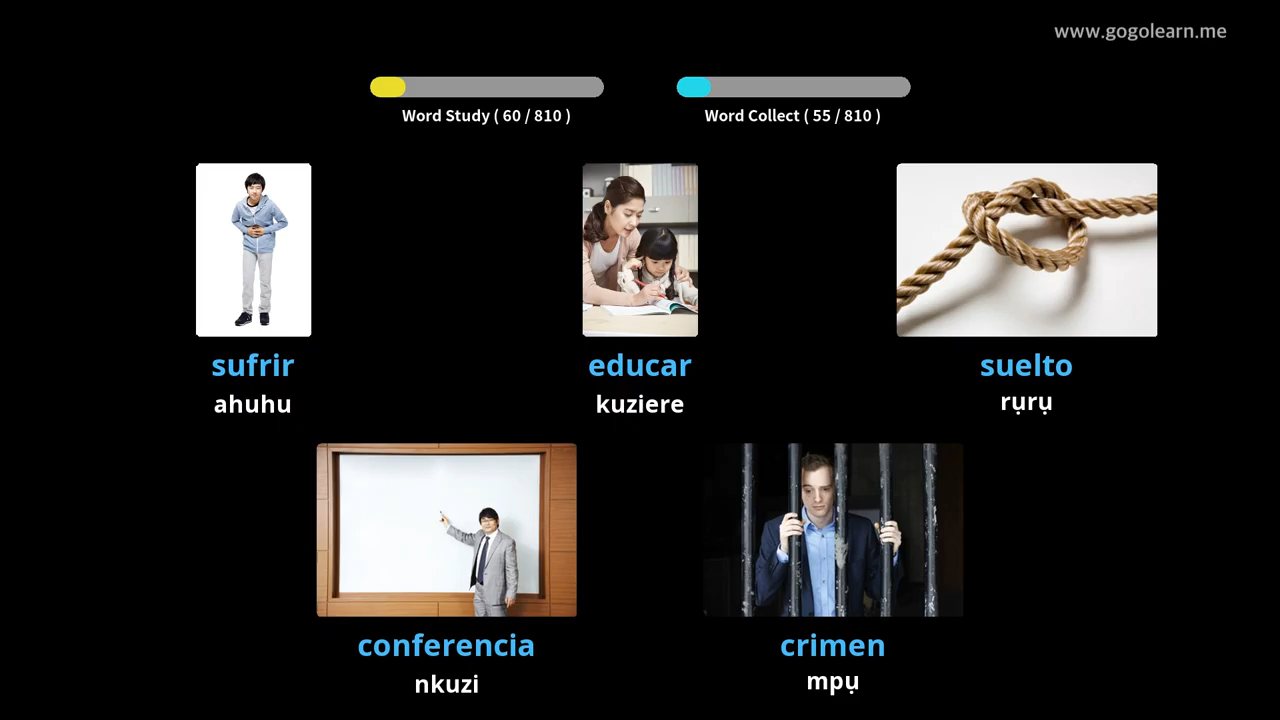 www.gogolearn.me
Word Study ( 60 / 810 )
Word Collect ( 55 / 810 )
sufrir
ahuhu
educar
kuziere
suelto
rụrụ
conferencia
nkuzi
crimen
mpụ